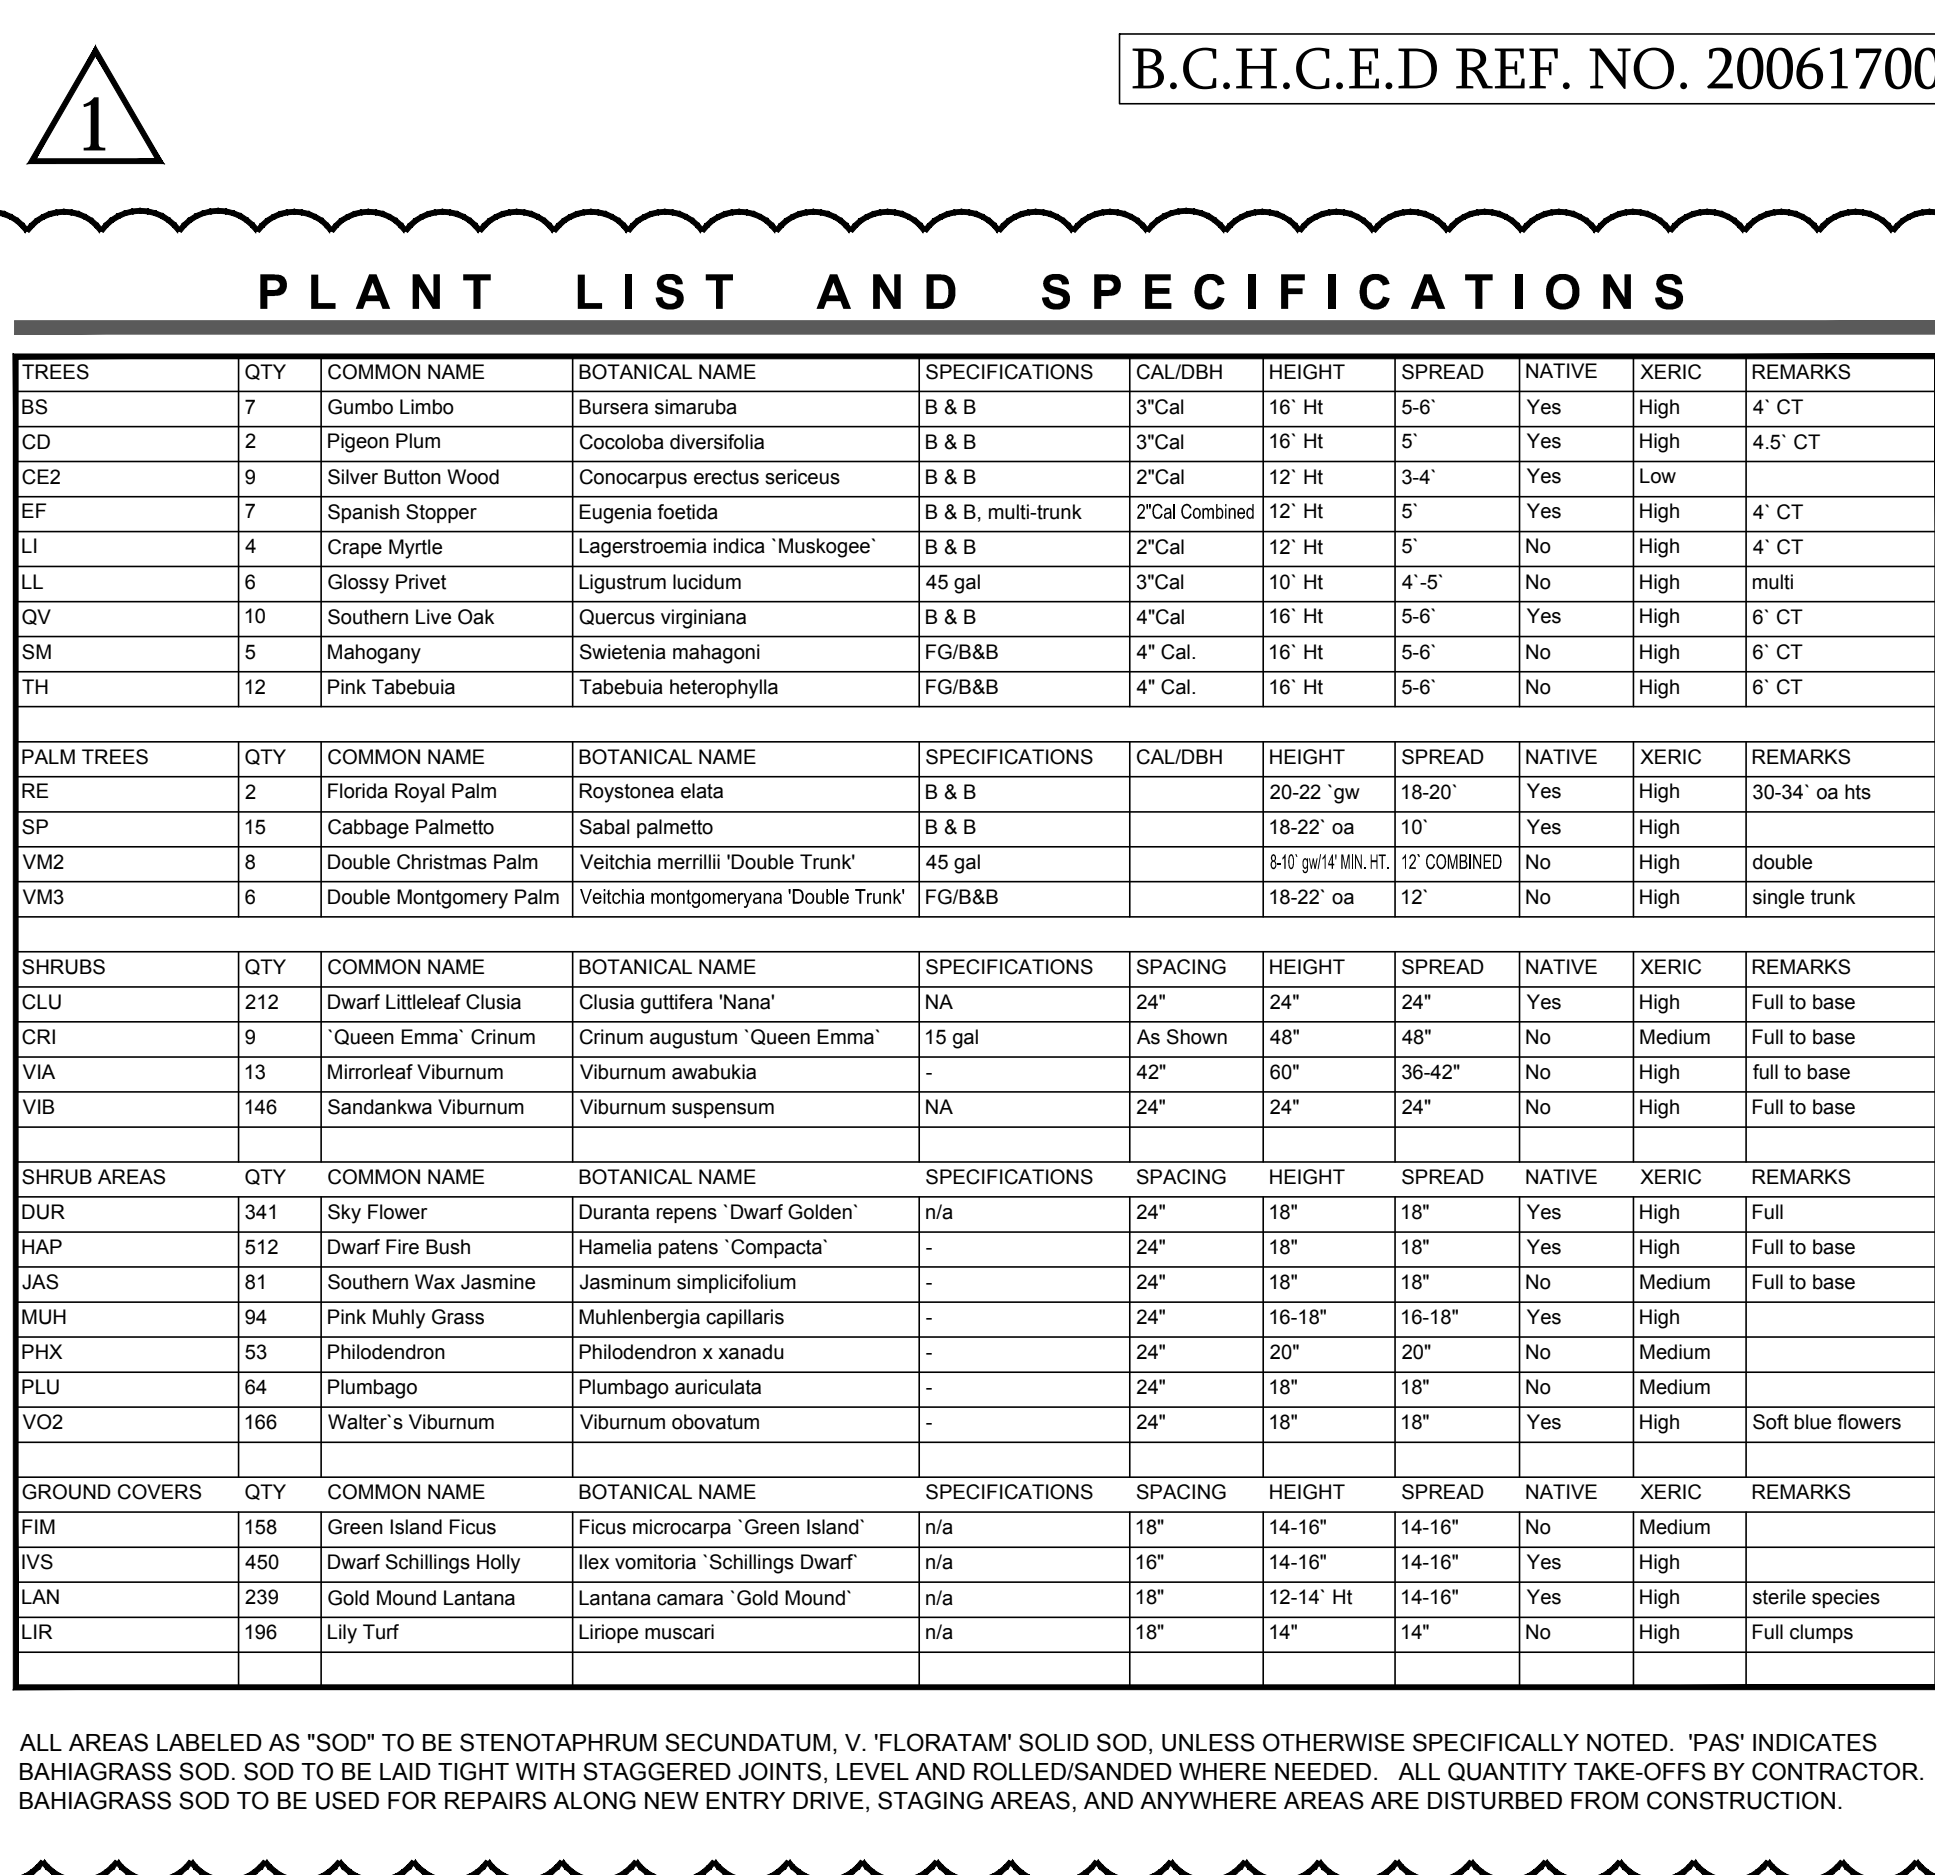 B.C.H.C.E.D REF. NO. 20061700
1
PLANT LIST AND SPECIFICATIONS
TREES QTY COMMON NAME BOTANICAL NAME SPECIFICATIONS CAL/DBH HEIGHT SPREAD NATIVE XERIC REMARKS
BS 7 Gumbo Limbo Bursera simaruba B & B 3"Cal 16` Ht 5-6` Yes High 4` CT
CD 2 Pigeon Plum Cocoloba diversifolia B & B 3"Cal 16` Ht 5` Yes High 4.5` CT
CE2 9 Silver Button Wood Conocarpus erectus sericeus B & B 2"Cal 12` Ht 3-4` Yes Low
EF 7 Spanish Stopper Eugenia foetida B & B, multi-trunk 2"Cal Combined 12` Ht 5` Yes High 4` CT
LI 4 Crape Myrtle Lagerstroemia indica `Muskogee` B & B 2"Cal 12` Ht 5` No High 4` CT
LL 6 Glossy Privet Ligustrum lucidum 45 gal 3"Cal 10` Ht 4`-5` No High multi
QV 10 Southern Live Oak Quercus virginiana B & B 4"Cal 16` Ht 5-6` Yes High 6` CT
SM 5 Mahogany Swietenia mahagoni FG/B&B 4" Cal. 16` Ht 5-6` No High 6` CT
TH 12 Pink Tabebuia Tabebuia heterophylla FG/B&B 4" Cal. 16` Ht 5-6` No High 6` CT
PALM TREES QTY COMMON NAME BOTANICAL NAME SPECIFICATIONS CAL/DBH HEIGHT SPREAD NATIVE XERIC REMARKS
RE 2 Florida Royal Palm Roystonea elata B & B 20-22 `gw 18-20` Yes High 30-34` oa hts
SP 15 Cabbage Palmetto Sabal palmetto B & B 18-22` oa 10` Yes High
VM2 8 Double Christmas Palm Veitchia merrillii 'Double Trunk' 45 gal 8-10` gw/14' MIN. HT. 12` COMBINED No High double
VM3 6 Double Montgomery Palm Veitchia montgomeryana 'Double Trunk' FG/B&B 18-22` oa 12` No High single trunk
SHRUBS QTY COMMON NAME BOTANICAL NAME SPECIFICATIONS SPACING HEIGHT SPREAD NATIVE XERIC REMARKS
CLU 212 Dwarf Littleleaf Clusia Clusia guttifera 'Nana' NA 24" 24" 24" Yes High Full to base
CRI 9 `Queen Emma` Crinum Crinum augustum `Queen Emma` 15 gal As Shown 48" 48" No Medium Full to base
VIA 13 Mirrorleaf Viburnum Viburnum awabukia - 42" 60" 36-42" No High full to base
VIB 146 Sandankwa Viburnum Viburnum suspensum NA 24" 24" 24" No High Full to base
SHRUB AREAS QTY COMMON NAME BOTANICAL NAME SPECIFICATIONS SPACING HEIGHT SPREAD NATIVE XERIC REMARKS
DUR 341 Sky Flower Duranta repens `Dwarf Golden` n/a 24" 18" 18" Yes High Full
HAP 512 Dwarf Fire Bush Hamelia patens `Compacta` - 24" 18" 18" Yes High Full to base
JAS 81 Southern Wax Jasmine Jasminum simplicifolium - 24" 18" 18" No Medium Full to base
MUH 94 Pink Muhly Grass Muhlenbergia capillaris - 24" 16-18" 16-18" Yes High
PHX 53 Philodendron Philodendron x xanadu - 24" 20" 20" No Medium
PLU 64 Plumbago Plumbago auriculata - 24" 18" 18" No Medium
VO2 166 Walter`s Viburnum Viburnum obovatum - 24" 18" 18" Yes High Soft blue flowers
GROUND COVERS QTY COMMON NAME BOTANICAL NAME SPECIFICATIONS SPACING HEIGHT SPREAD NATIVE XERIC REMARKS
FIM 158 Green Island Ficus Ficus microcarpa `Green Island` n/a 18" 14-16" 14-16" No Medium
IVS 450 Dwarf Schillings Holly Ilex vomitoria `Schillings Dwarf` n/a 16" 14-16" 14-16" Yes High
LAN 239 Gold Mound Lantana Lantana camara `Gold Mound` n/a 18" 12-14` Ht 14-16" Yes High sterile species
LIR 196 Lily Turf Liriope muscari n/a 18" 14" 14" No High Full clumps
ALL AREAS LABELED AS "SOD" TO BE STENOTAPHRUM SECUNDATUM, V. 'FLORATAM' SOLID SOD, UNLESS OTHERWISE SPECIFICALLY NOTED. 'PAS' INDICATES
BAHIAGRASS SOD. SOD TO BE LAID TIGHT WITH STAGGERED JOINTS, LEVEL AND ROLLED/SANDED WHERE NEEDED. ALL QUANTITY TAKE-OFFS BY CONTRACTOR.
BAHIAGRASS SOD TO BE USED FOR REPAIRS ALONG NEW ENTRY DRIVE, STAGING AREAS, AND ANYWHERE AREAS ARE DISTURBED FROM CONSTRUCTION.